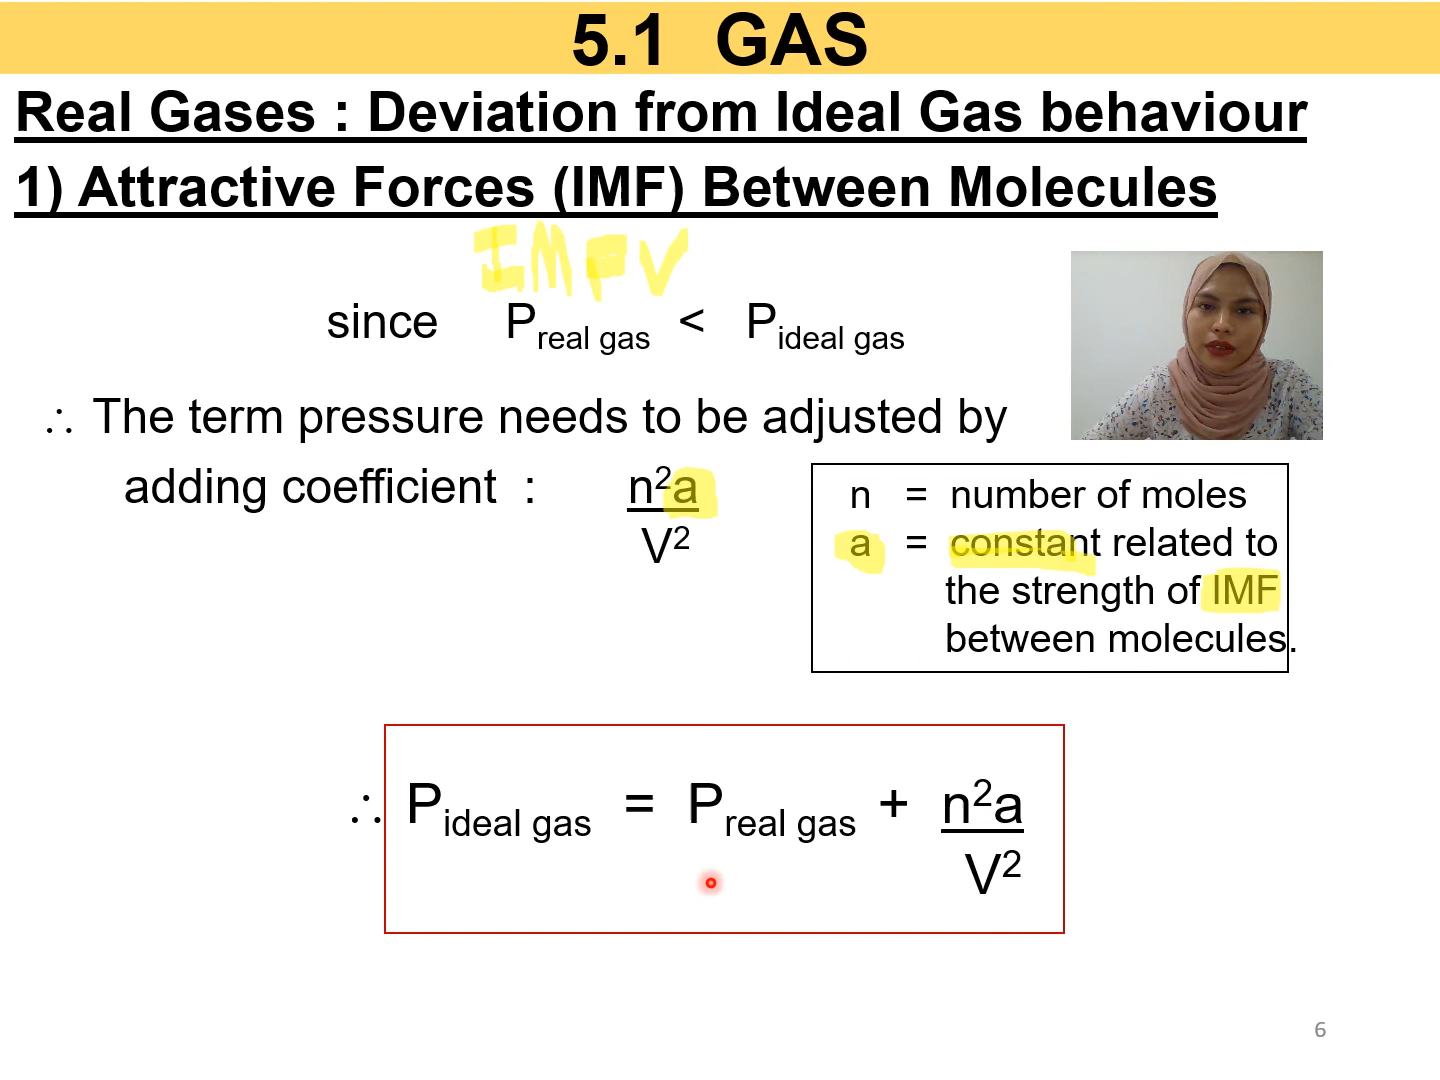 5.1 GAS
Real Gases : Deviation from Ideal Gas behaviour
1) Attractive Forces (IMF) Between Molecules
IMF ✓
since P real gas < P ideal gas
∴ The term pressure needs to be adjusted by
adding coefficient : n²a
V²
n = number of moles
a = constant related to
the strength of IMF
between molecules.
∴ P ideal gas = P real gas + n²a
V²
6